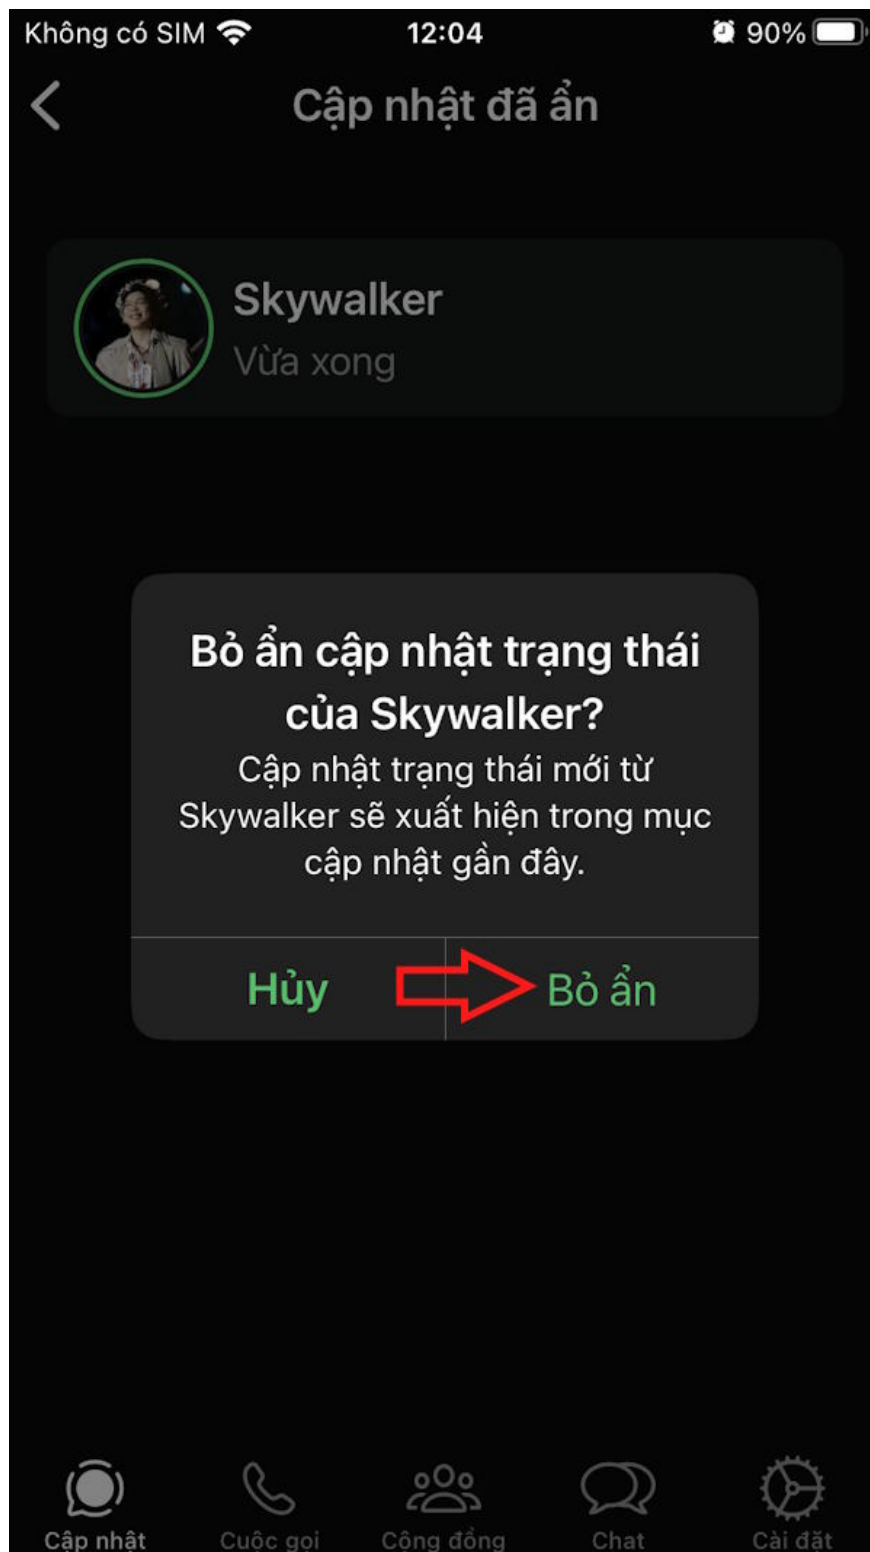 Không có SIM 12:04 90%
Cập nhật đã ẩn
Skywalker
Vừa xong
Bỏ ẩn cập nhật trạng thái
của Skywalker?
Cập nhật trạng thái mới từ
Skywalker sẽ xuất hiện trong mục
cập nhật gần đây.
Hủy Bỏ ẩn
Cập nhật Cuộc gọi Cộng đồng Chat Cài đặt